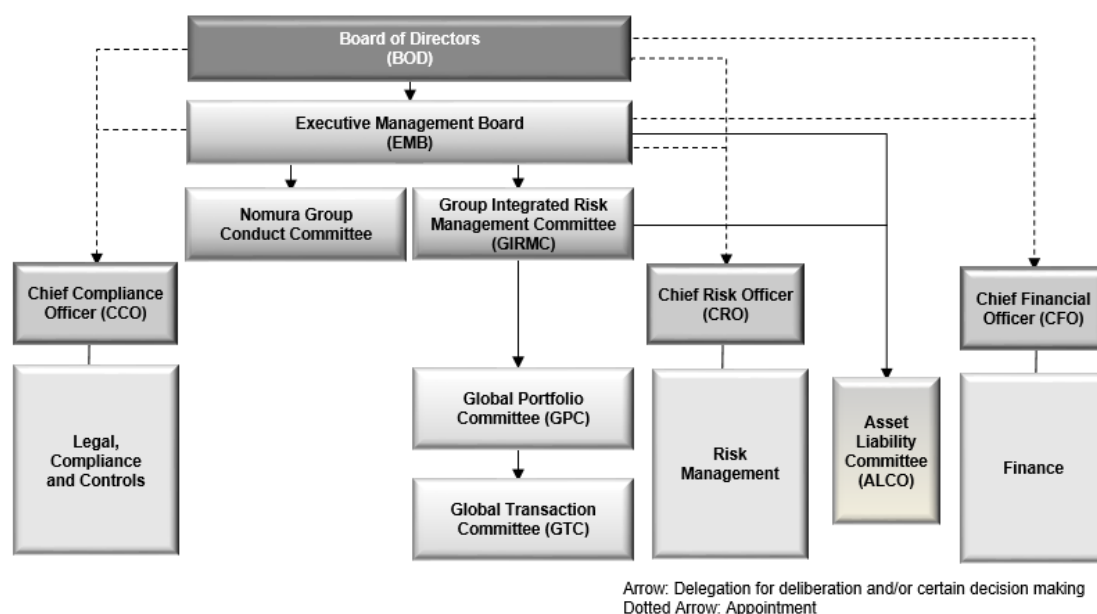 Board of Directors
(BOD)
Executive Management Board
(EMB)
Nomura Group
Conduct Committee
Group Integrated Risk
Management Committee
(GIRMC)
Chief Compliance
Officer (CCO)
Chief Risk Officer
(CRO)
Chief Financial
Officer (CFO)
Legal,
Compliance
and Controls
Global Portfolio
Committee (GPC)
Global Transaction
Committee (GTC)
Risk
Management
Asset
Liability
Committee
(ALCO)
Finance
Arrow: Delegation for deliberation and/or certain decision making
Dotted Arrow: Appointment